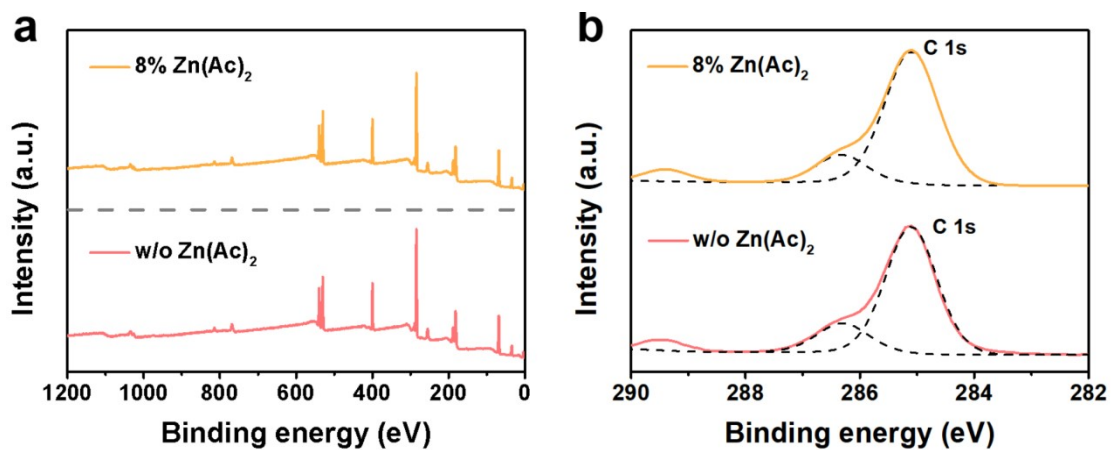 a
8% Zn(Ac)₂
w/o Zn(Ac)₂
Intensity (a.u.)
1200 1000 800 600 400 200 0
Binding energy (eV)
b
8% Zn(Ac)₂
C 1s
w/o Zn(Ac)₂
C 1s
Intensity (a.u.)
290 288 286 284 282
Binding energy (eV)